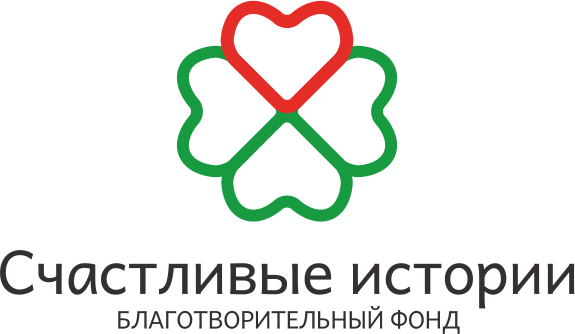 Счастливые истории
БЛАГОТВОРИТЕЛЬНЫЙ ФОНД